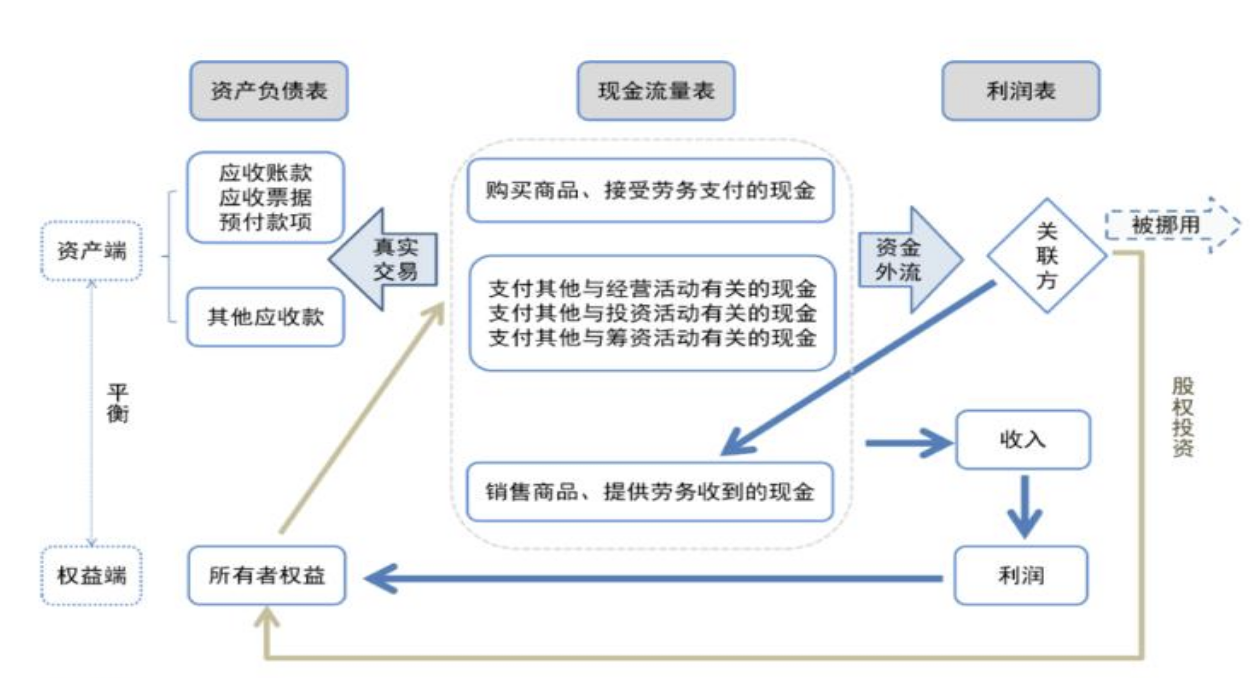 资产负债表
现金流量表
利润表
应收账款
应收票据
预付款项
购买商品、接受劳务支付的现金
资产端
真实
交易
资金
外流
关
联
方
被挪用
其他应收款
支付其他与经营活动有关的现金
支付其他与投资活动有关的现金
支付其他与筹资活动有关的现金
平
衡
股
权
投
资
收入
销售商品、提供劳务收到的现金
权益端
所有者权益
利润